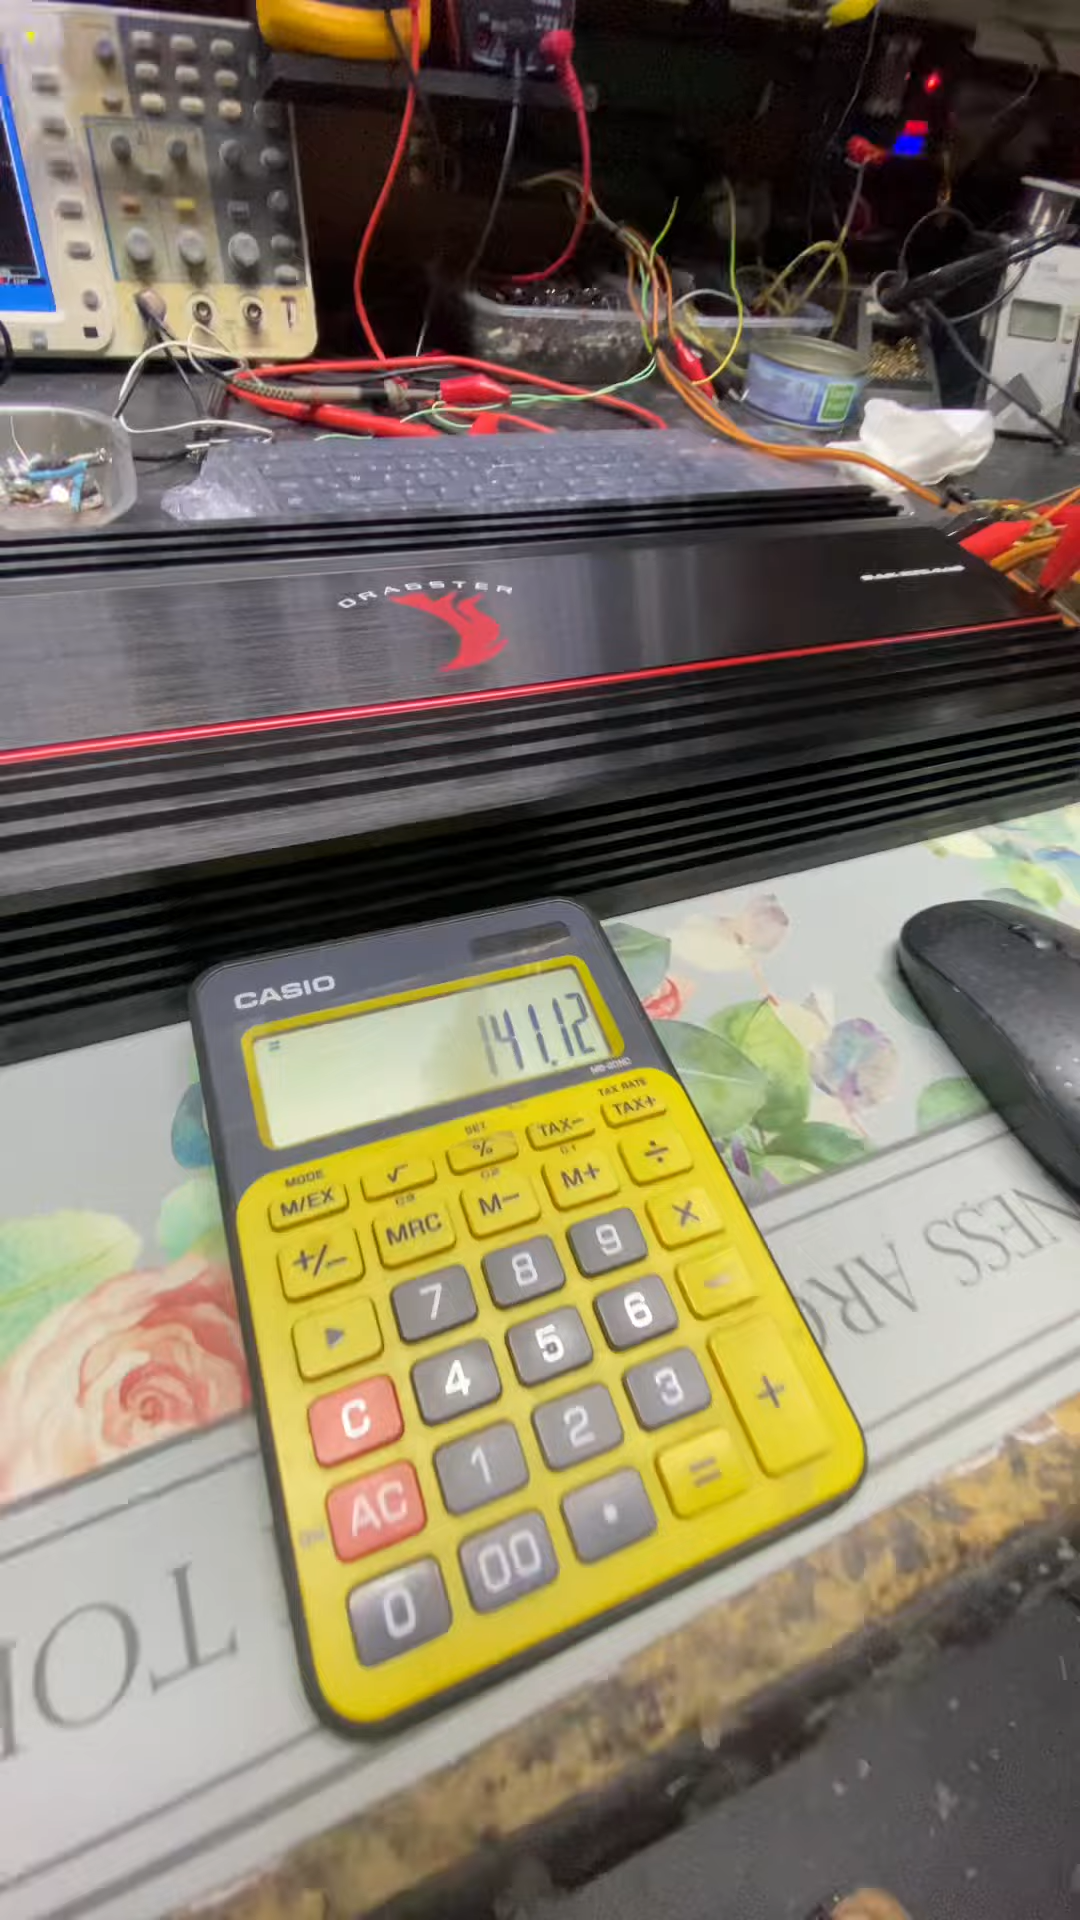 DRAGSTER
CASIO
141.12
TAX RATE
SET
MODE
M/EX
√
%
TAX−
TAX+
+/−
MRC
M−
M+
÷
▶
7
8
9
×
C
4
5
6
−
AC
1
2
3
+
0
00
.
=
NESS ARO
TO